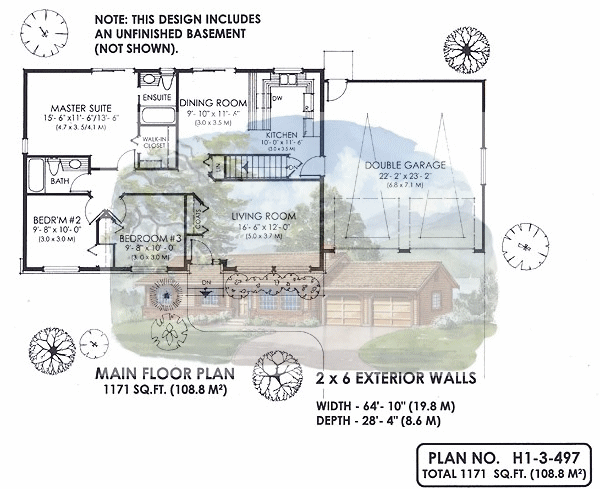 NOTE: THIS DESIGN INCLUDES
AN UNFINISHED BASEMENT
(NOT SHOWN).
MASTER SUITE
15'- 6"x11'- 6"/13'- 6"
(4.7 x 3.5/4.1 M)
ENSUITE
WALK-IN
CLOSET
DINING ROOM
9'- 10"x 11'- 6"
(3.0 x 3.5 M)
DW
KITCHEN
10'- 0"x 11'- 6"
(3.0 x 3.5 M)
DOUBLE GARAGE
22'- 2" x 23'- 2"
(6.8 x 7.1 M)
BATH
DN
BEDR'M #2
9'- 8" x 10'- 0"
(3.0 x 3.0 M)
BEDROOM #3
9'- 8" x 10'- 0"
(3.0 x 3.0 M)
CLOS
LIVING ROOM
16'- 6" x 12'- 0"
(5.0 x 3.7 M)
DN
MAIN FLOOR PLAN
1171 SQ.FT. (108.8 M²)
2 x 6 EXTERIOR WALLS
WIDTH - 64'- 10" (19.8 M)
DEPTH - 28'- 4" (8.6 M)
PLAN NO. H1-3-497
TOTAL 1171 SQ.FT. (108.8 M²)